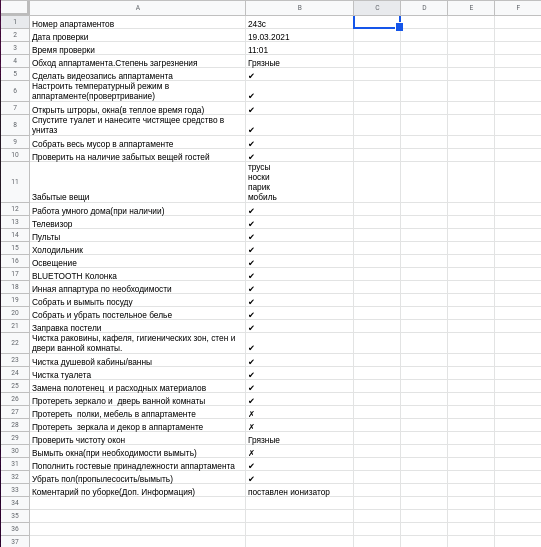 A B C D E F
1 Номер апартаментов 243с
2 Дата проверки 19.03.2021
3 Время проверки 11:01
4 Обход аппартамента.Степень загрезнения Грязные
5 Сделать видеозапись аппартамента ✔
Настроить температурный режим в
6 аппартаменте(провертривание) ✔
7 Открыть штроры, окна(в теплое время года) ✔
Спустите туалет и нанесите чистящее средство в
8 унитаз ✔
9 Собрать весь мусор в аппартаменте ✔
10 Проверить на наличие забытых вещей гостей ✔
трусы
носки
11 парик
Забытые вещи мобиль
12 Работа умного дома(при наличии) ✔
13 Телевизор ✔
14 Пульты ✔
15 Холодильник ✔
16 Освещение ✔
17 BLUETOOTH Колонка ✔
18 Инная аппартура по необходимости ✔
19 Собрать и вымыть посуду ✔
20 Собрать и убрать постельное белье ✔
21 Заправка постели ✔
Чистка раковины, кафеля, гигиенических зон, стен и
22 двери ванной комнаты. ✔
23 Чистка душевой кабины/ванны ✔
24 Чистка туалета ✔
25 Замена полотенец и расходных материалов ✔
26 Протереть зеркало и дверь ванной комнаты ✔
27 Протереть полки, мебель в аппартаменте ✗
28 Протереть зеркала и декор в аппартаменте ✗
29 Проверить чистоту окон Грязные
30 Вымыть окна(при необходимости вымыть) ✗
31 Пополнить гостевые принадлежности аппартамента ✔
32 Убрать пол(пропылесосить/вымыть) ✔
33 Коментарий по уборке(Доп. Информация) поставлен ионизатор
34
35
36
37